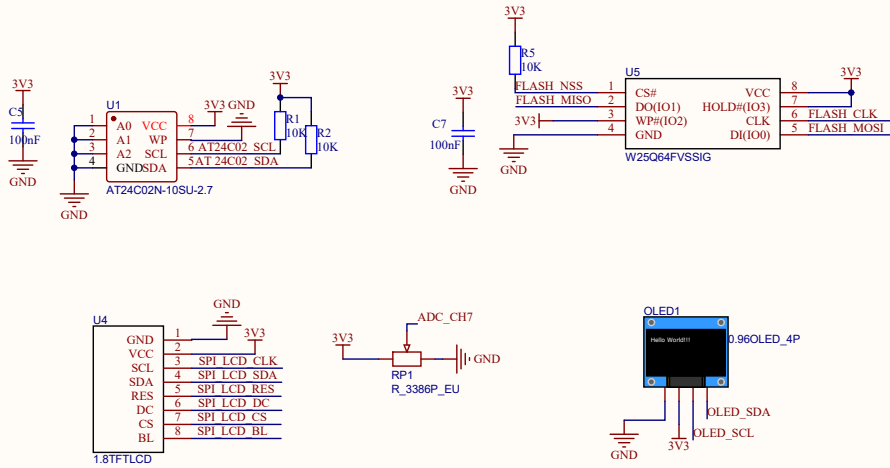 3V3
C5
100nF
GND
U1
1 A0 VCC 8 3V3 GND
2 A1 WP 7
3 A2 SCL 6 AT24C02_SCL
4 GND SDA 5 AT24C02_SDA
AT24C02N-10SU-2.7
GND
3V3
R1
10K
R2
10K
3V3
C7
100nF
GND
3V3
R5
10K
U5
FLASH_NSS 1 CS# VCC 8 3V3
FLASH_MISO 2 DO(IO1) HOLD#(IO3) 7
3V3 3 WP#(IO2) CLK 6 FLASH_CLK
4 GND DI(IO0) 5 FLASH_MOSI
GND
W25Q64FVSSIG
U4
GND
GND 1
VCC 2 3V3
SCL 3 SPI_LCD_CLK
SDA 4 SPI_LCD_SDA
RES 5 SPI_LCD_RES
DC 6 SPI_LCD_DC
CS 7 SPI_LCD_CS
BL 8 SPI_LCD_BL
1.8TFTLCD
ADC_CH7
3V3
GND
RP1
R_3386P_EU
OLED1
Hello World!!!
0.96OLED_4P
OLED_SDA
OLED_SCL
3V3
GND